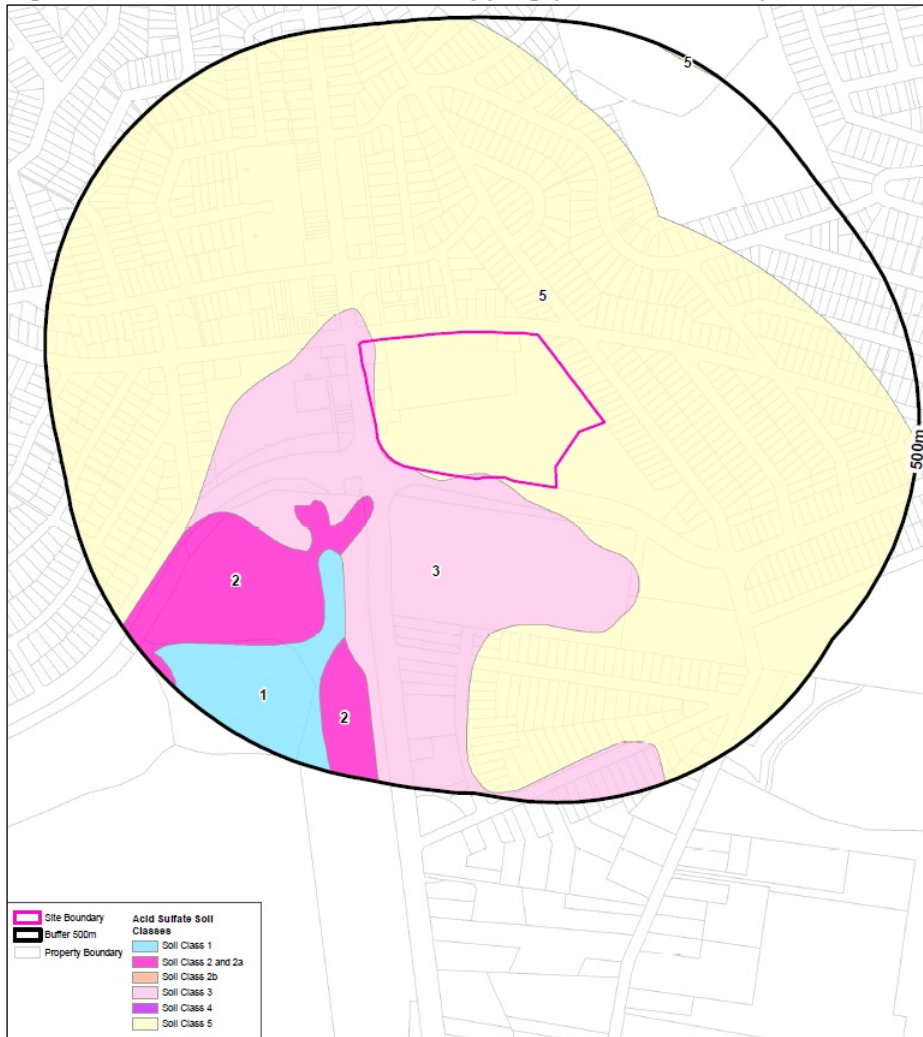 5
5
500m
3
2
1
2
Site Boundary
Buffer 500m
Property Boundary
Acid Sulfate Soil
Classes
Soil Class 1
Soil Class 2 and 2a
Soil Class 2b
Soil Class 3
Soil Class 4
Soil Class 5